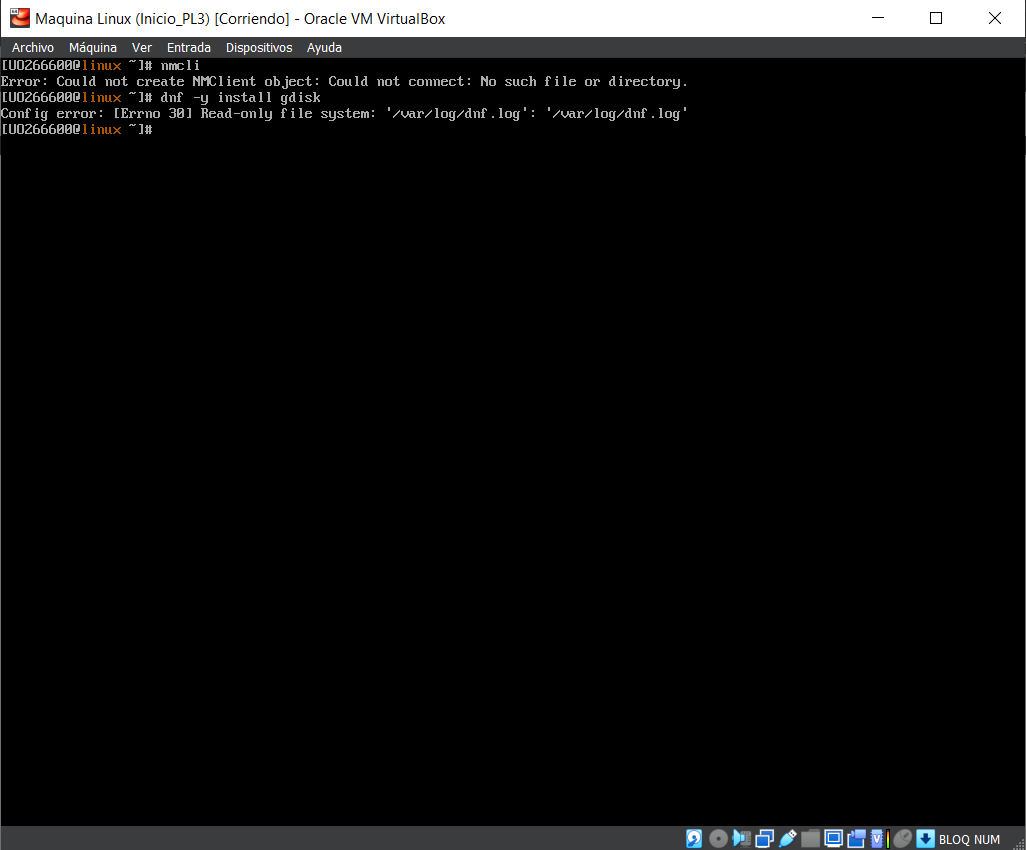 Maquina Linux (Inicio_PL3) [Corriendo] - Oracle VM VirtualBox
Archivo Máquina Ver Entrada Dispositivos Ayuda
[UO266600@linux ~]# nmcli
Error: Could not create NMClient object: Could not connect: No such file or directory.
[UO266600@linux ~]# dnf -y install gdisk
Config error: [Errno 30] Read-only file system: '/var/log/dnf.log': '/var/log/dnf.log'
[UO266600@linux ~]#
BLOQ NUM